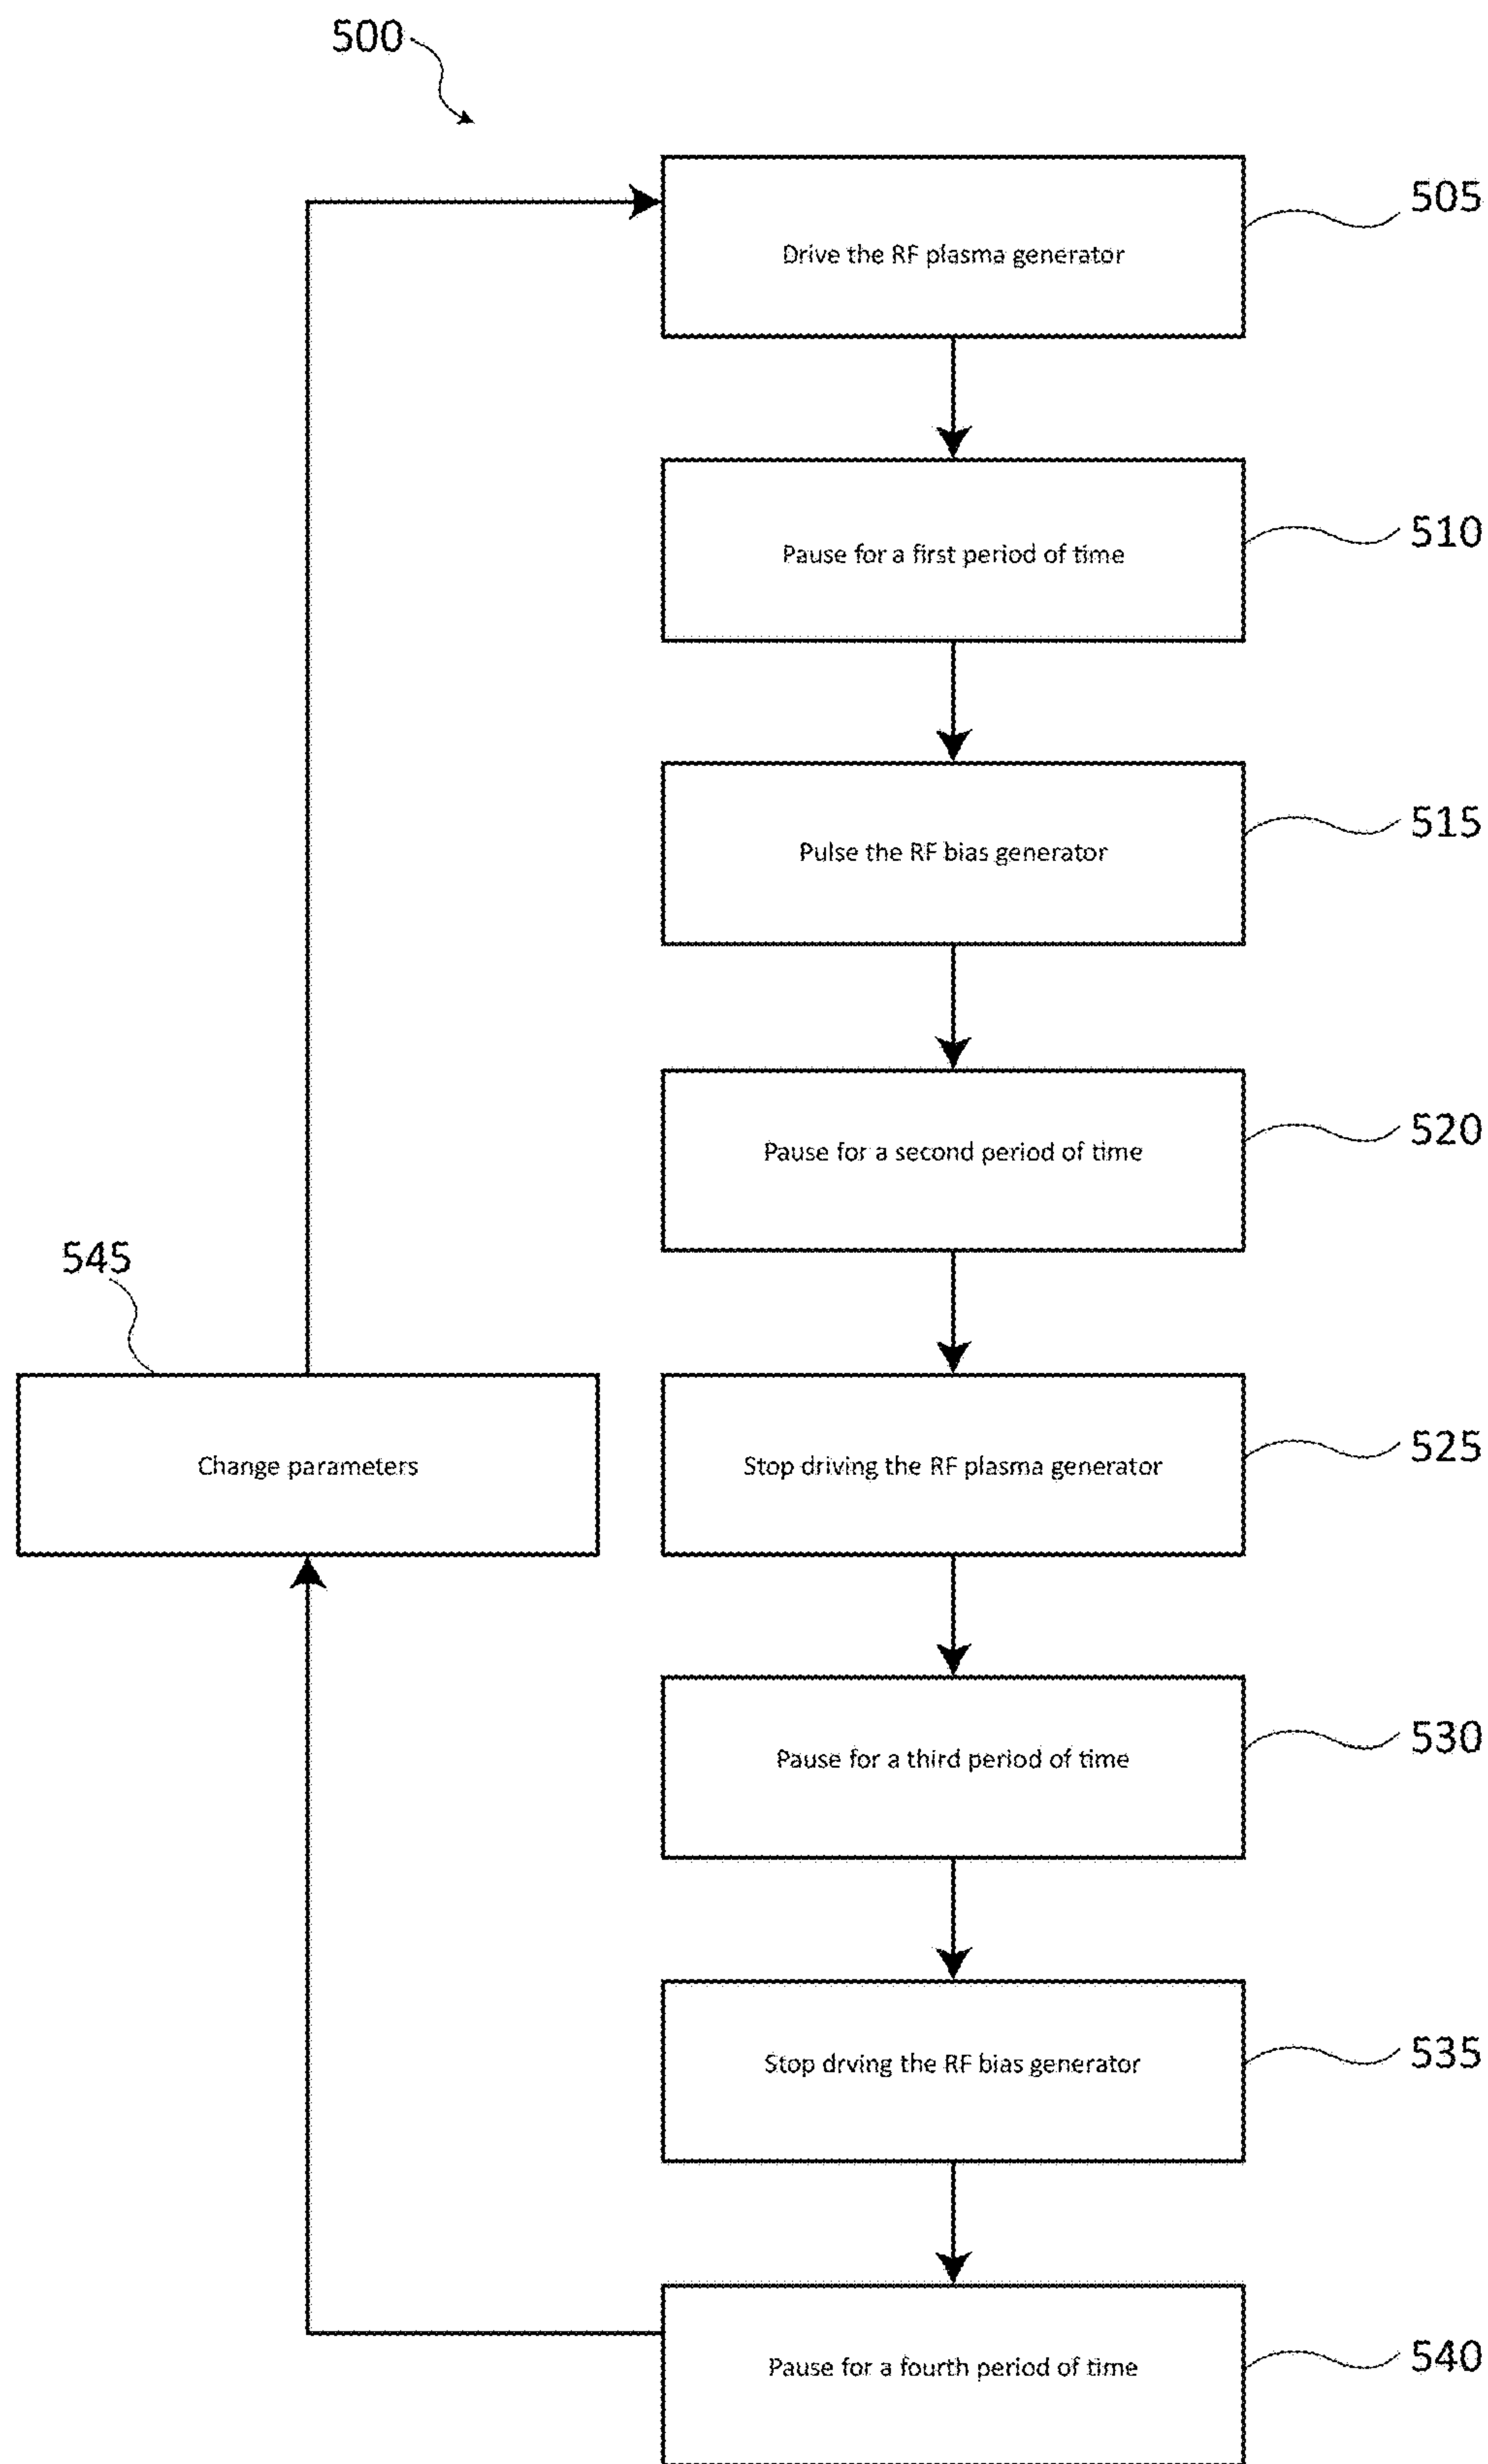 500
Drive the RF plasma generator
505
Pause for a first period of time
510
Pulse the RF bias generator
515
Pause for a second period of time
520
545
Change parameters
Stop driving the RF plasma generator
525
Pause for a third period of time
530
Stop drving the RF bias generator
535
Pause for a fourth period of time
540